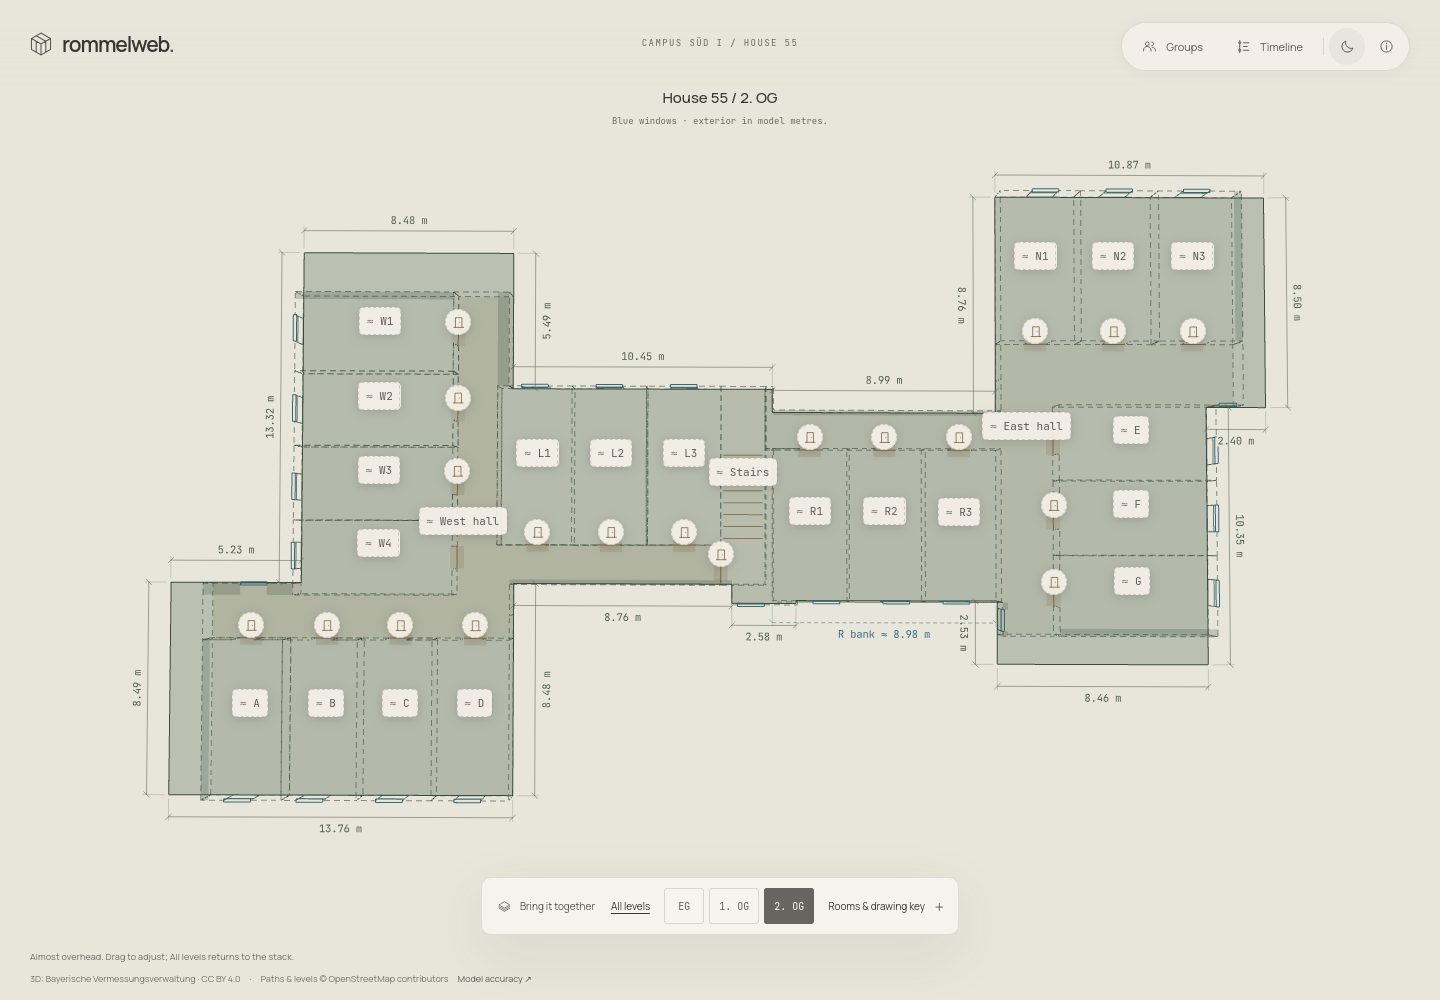 rommelweb.
CAMPUS SÜD I / HOUSE 55
Groups
Timeline
House 55 / 2. OG
Blue windows · exterior in model metres.
10.87 m
8.48 m
≈ N1
≈ N2
≈ N3
8.76 m
8.50 m
5.49 m
≈ W1
10.45 m
8.99 m
≈ W2
13.32 m
≈ East hall
≈ E
2.40 m
≈ L1
≈ L2
≈ L3
≈ W3
≈ Stairs
≈ R1
≈ R2
≈ R3
≈ F
≈ West hall
10.35 m
≈ W4
5.23 m
≈ G
8.76 m
2.58 m
R bank ≈ 8.98 m
2.53 m
8.49 m
8.48 m
8.46 m
≈ A
≈ B
≈ C
≈ D
13.76 m
Bring it together
All levels
EG
1. OG
2. OG
Rooms & drawing key +
Almost overhead. Drag to adjust; All levels returns to the stack.
3D: Bayerische Vermessungsverwaltung · CC BY 4.0 · Paths & levels © OpenStreetMap contributors Model accuracy ↗